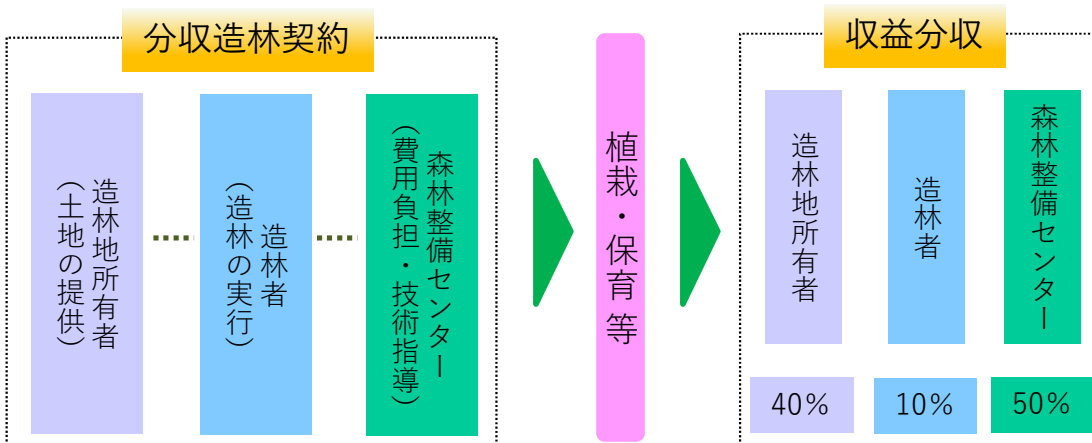 分収造林契約
造林地所有者
（土地の提供）
造林者
（造林の実行）
森林整備センター
（費用負担・技術指導）
植栽・保育等
収益分収
造林地所有者
造林者
森林整備センター
40%
10%
50%